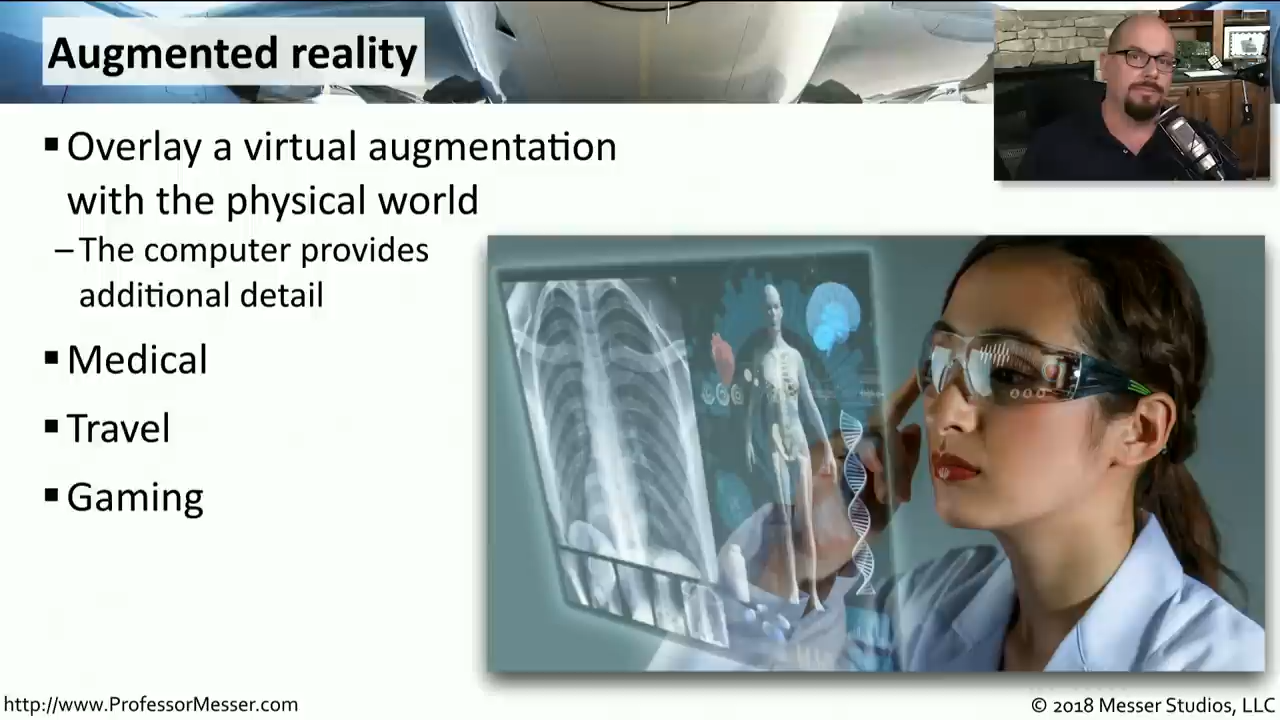 Augmented reality
▪ Overlay a virtual augmentation
with the physical world
– The computer provides
additional detail
▪ Medical
▪ Travel
▪ Gaming
http://www.ProfessorMesser.com
© 2018 Messer Studios, LLC